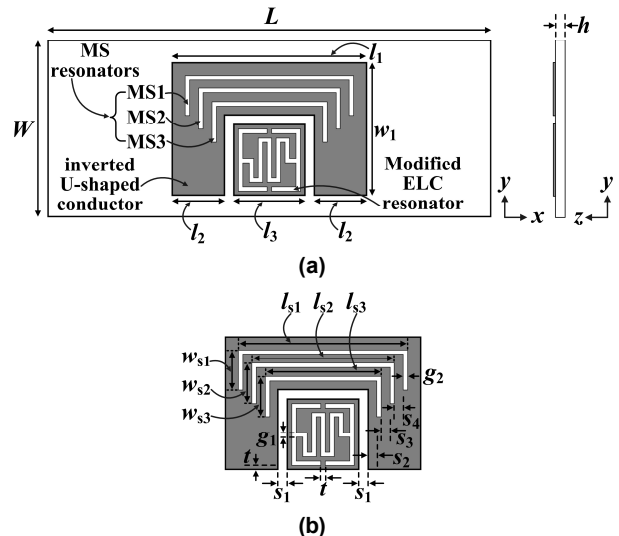 L
h
MS
resonators
l1
MS1
MS2
MS3
W
w1
inverted
U-shaped
conductor
Modified
ELC
resonator
l2
l3
l2
y
x
y
z
(a)
ls1
ls2
ls3
ws1
ws2
ws3
g2
g1
s4
s3
s2
t
s1
t
s1
(b)